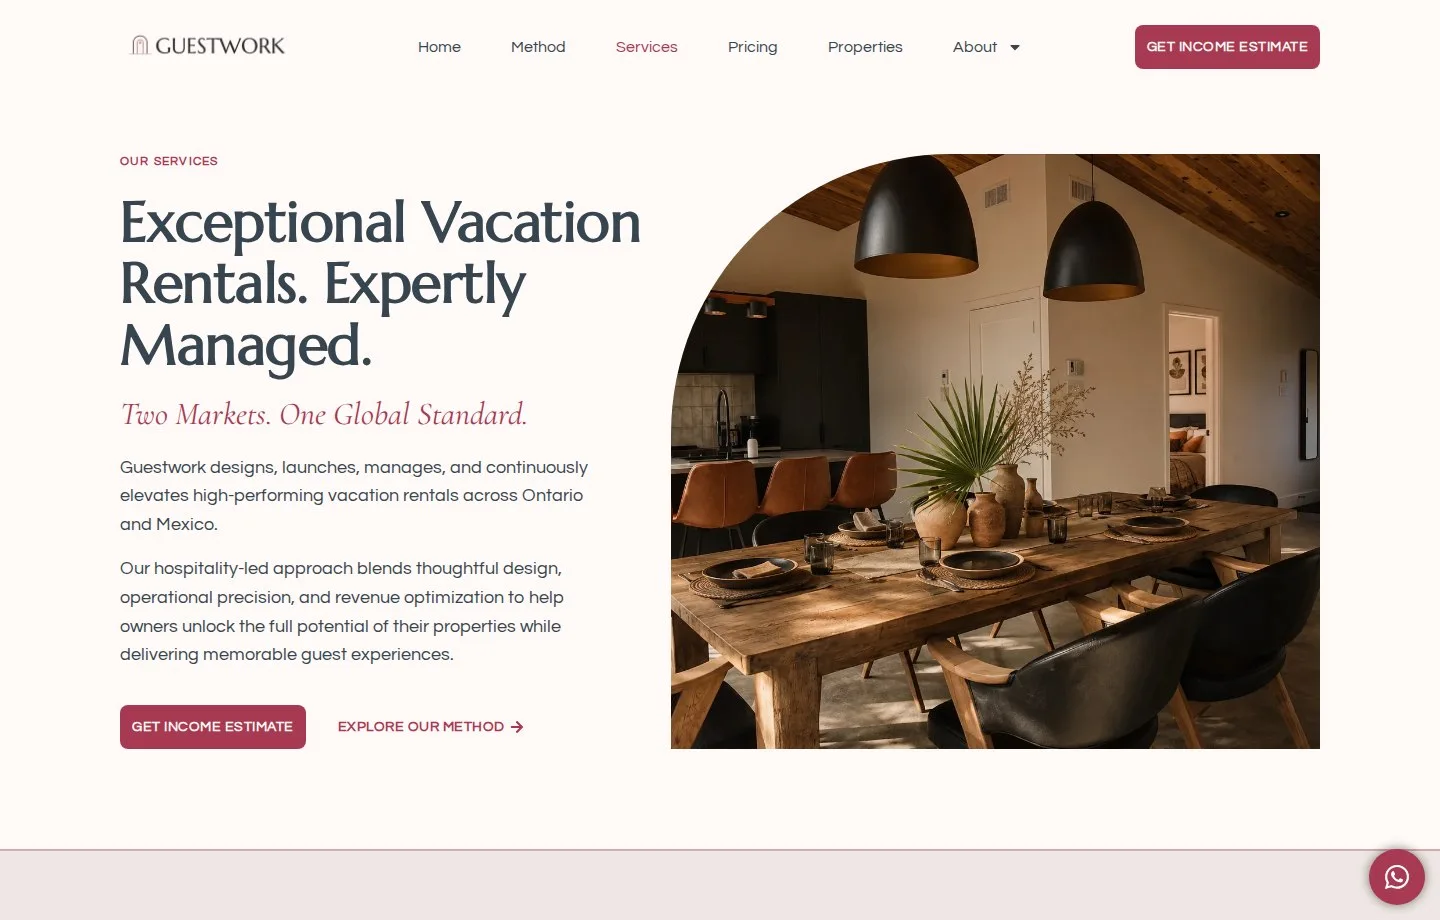 GUESTWORK
Home
Method
Services
Pricing
Properties
About
GET INCOME ESTIMATE
OUR SERVICES
Exceptional Vacation
Rentals. Expertly
Managed.
Two Markets. One Global Standard.
Guestwork designs, launches, manages, and continuously
elevates high-performing vacation rentals across Ontario
and Mexico.
Our hospitality-led approach blends thoughtful design,
operational precision, and revenue optimization to help
owners unlock the full potential of their properties while
delivering memorable guest experiences.
GET INCOME ESTIMATE
EXPLORE OUR METHOD